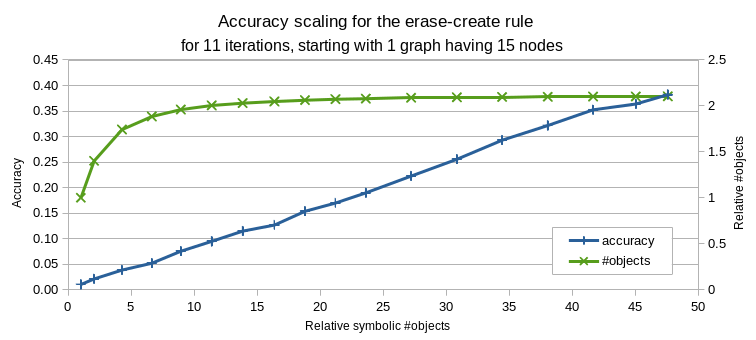 Accuracy scaling for the erase-create rule
for 11 iterations, starting with 1 graph having 15 nodes
0.45
0.40
0.35
0.30
0.25
0.20
0.15
0.10
0.05
0.00
Accuracy
2.5
2
1.5
1
0.5
0
Relative #objects
accuracy
#objects
0 5 10 15 20 25 30 35 40 45 50
Relative symbolic #objects